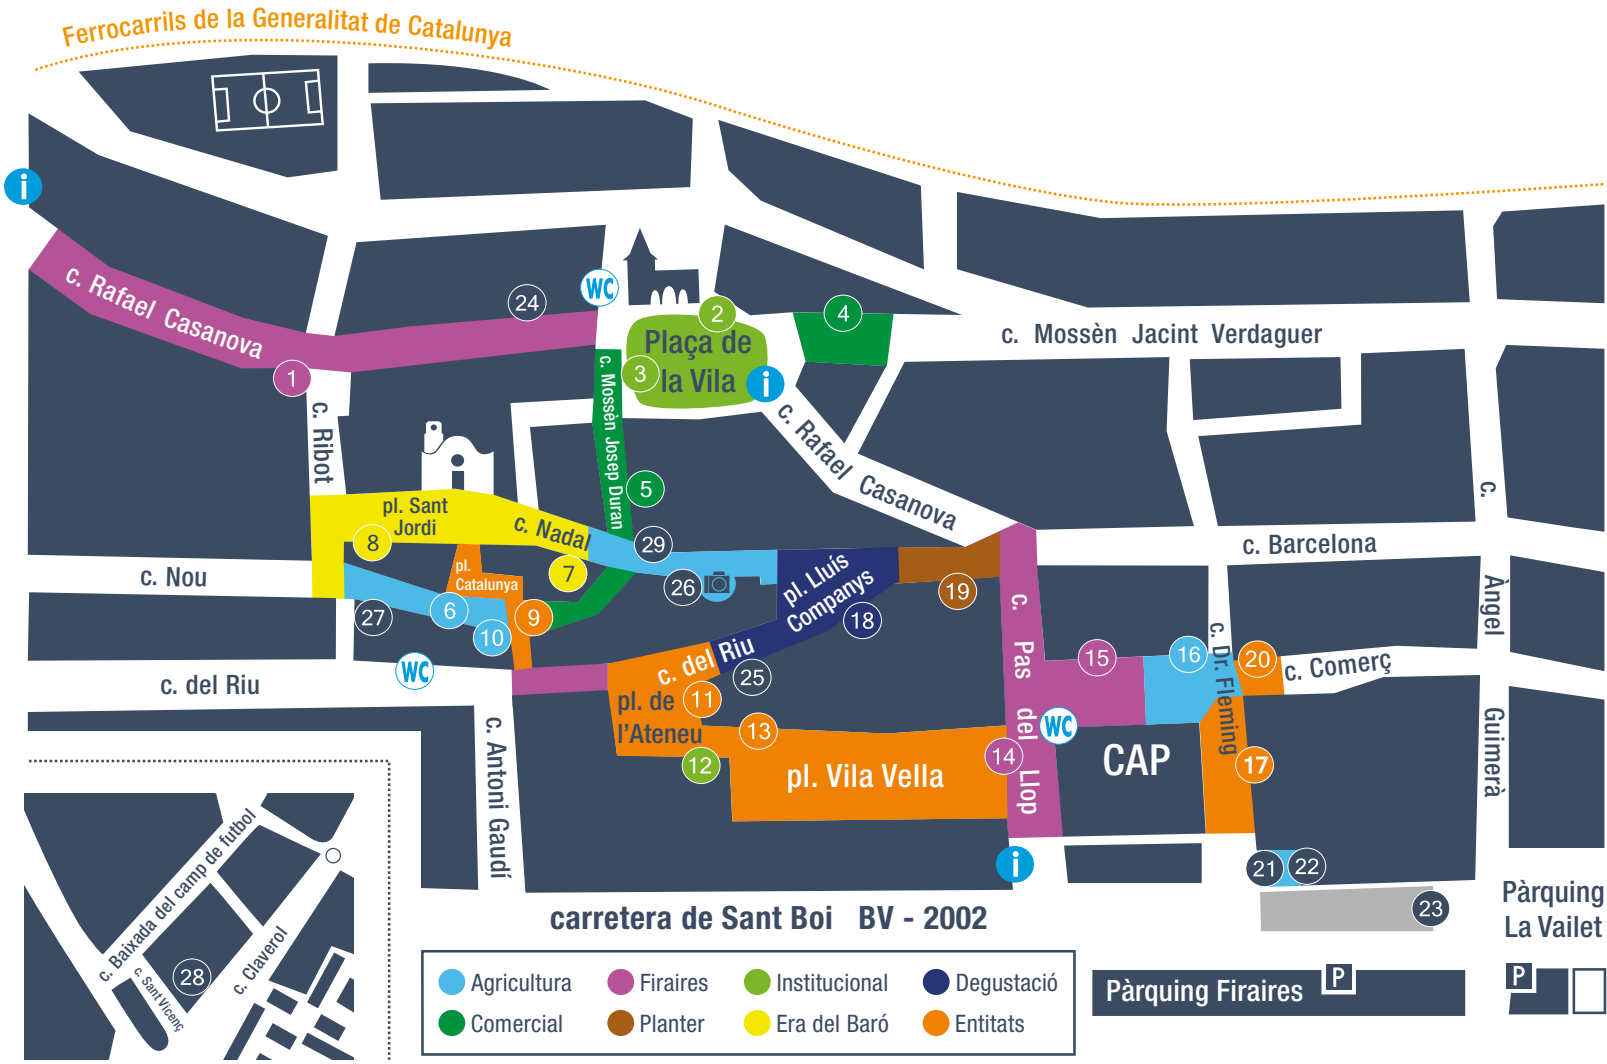 Ferrocarrils de la Generalitat de Catalunya
i
c. Rafael Casanova
24
WC
2
Plaça de
la Vila
3
i
4
c. Mossèn Jacint Verdaguer
1
c. Ribot
c. Mossèn Josep Duran
5
c. Rafael Casanova
pl. Sant
Jordi
8
c. Nadal
7
29
26
pl. Lluís
Companys
18
19
c. Barcelona
c. Àngel Guimerà
c. Nou
27
6
10
pl.
Catalunya
9
WC
c. del Riu
c. del Riu
25
11
pl. de
l'Ateneu
12
13
pl. Vila Vella
14
c. Pas del Llop
WC
15
16
c. Dr. Fleming
20
c. Comerç
CAP
17
c. Antoni Gaudí
i
21
22
23
carretera de Sant Boi BV - 2002
Pàrquing
La Vailet
P
Pàrquing Firaires
P
c. Baixada del camp de futbol
c. Sant Vicenç
28
c. Claverol
Agricultura
Firaires
Institucional
Degustació
Comercial
Planter
Era del Baró
Entitats